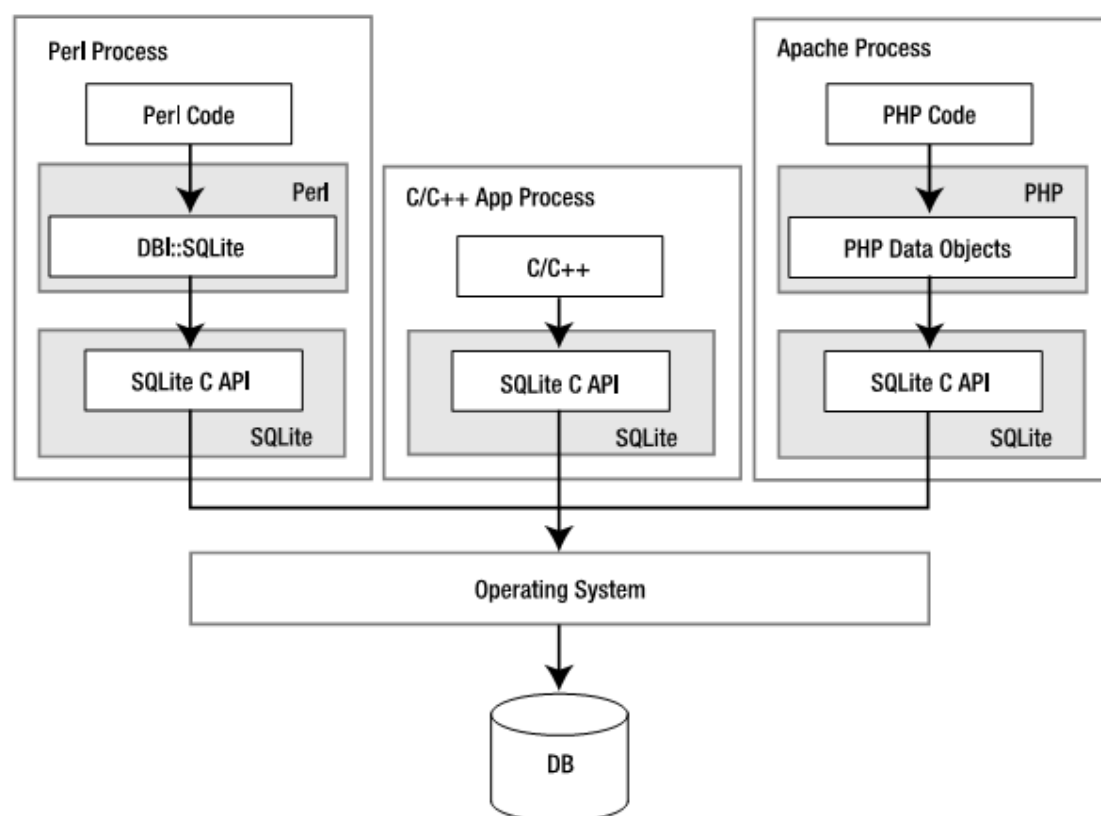 Perl Process
Perl Code
Perl
DBI::SQLite
SQLite C API
SQLite
C/C++ App Process
C/C++
SQLite C API
SQLite
Apache Process
PHP Code
PHP
PHP Data Objects
SQLite C API
SQLite
Operating System
DB